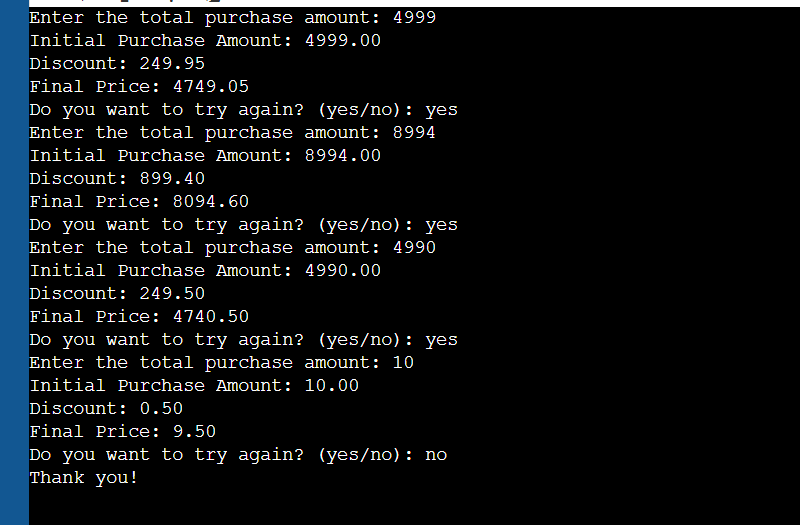 Enter the total purchase amount: 4999
Initial Purchase Amount: 4999.00
Discount: 249.95
Final Price: 4749.05
Do you want to try again? (yes/no): yes
Enter the total purchase amount: 8994
Initial Purchase Amount: 8994.00
Discount: 899.40
Final Price: 8094.60
Do you want to try again? (yes/no): yes
Enter the total purchase amount: 4990
Initial Purchase Amount: 4990.00
Discount: 249.50
Final Price: 4740.50
Do you want to try again? (yes/no): yes
Enter the total purchase amount: 10
Initial Purchase Amount: 10.00
Discount: 0.50
Final Price: 9.50
Do you want to try again? (yes/no): no
Thank you!